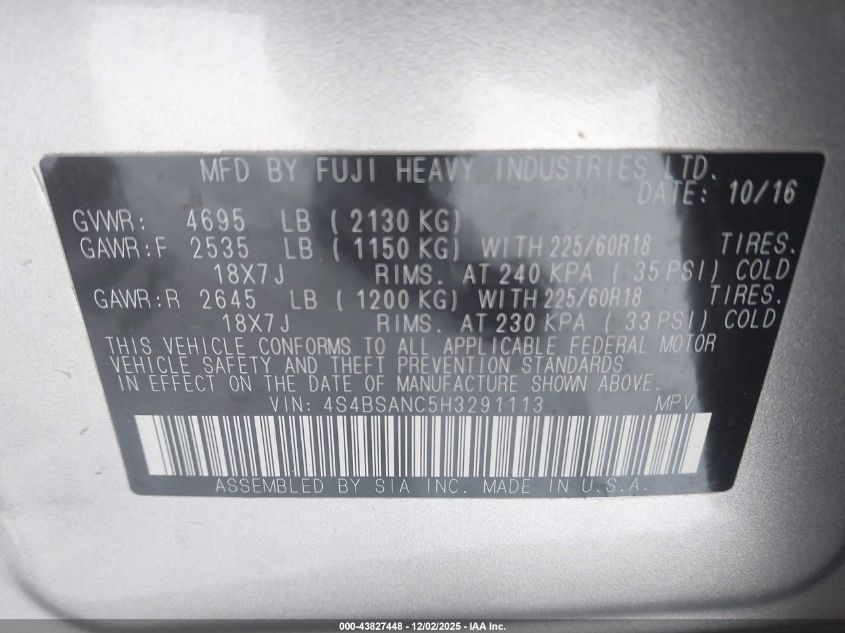 MFD BY FUJI HEAVY INDUSTRIES LTD.
DATE: 10/16
GVWR: 4695 LB ( 2130 KG)
GAWR:F 2535 LB ( 1150 KG) WITH 225/60R18 TIRES.
18X7J RIMS. AT 240 KPA ( 35 PSI) COLD
GAWR:R 2645 LB ( 1200 KG) WITH 225/60R18 TIRES.
18X7J RIMS. AT 230 KPA ( 33 PSI) COLD
THIS VEHICLE CONFORMS TO ALL APPLICABLE FEDERAL MOTOR
VEHICLE SAFETY AND THEFT PREVENTION STANDARDS
IN EFFECT ON THE DATE OF MANUFACTURE SHOWN ABOVE.
VIN: 4S4BSANC5H3291113 MPV
ASSEMBLED BY SIA INC. MADE IN U.S.A.
000-43827448 - 12/02/2025 - IAA Inc.